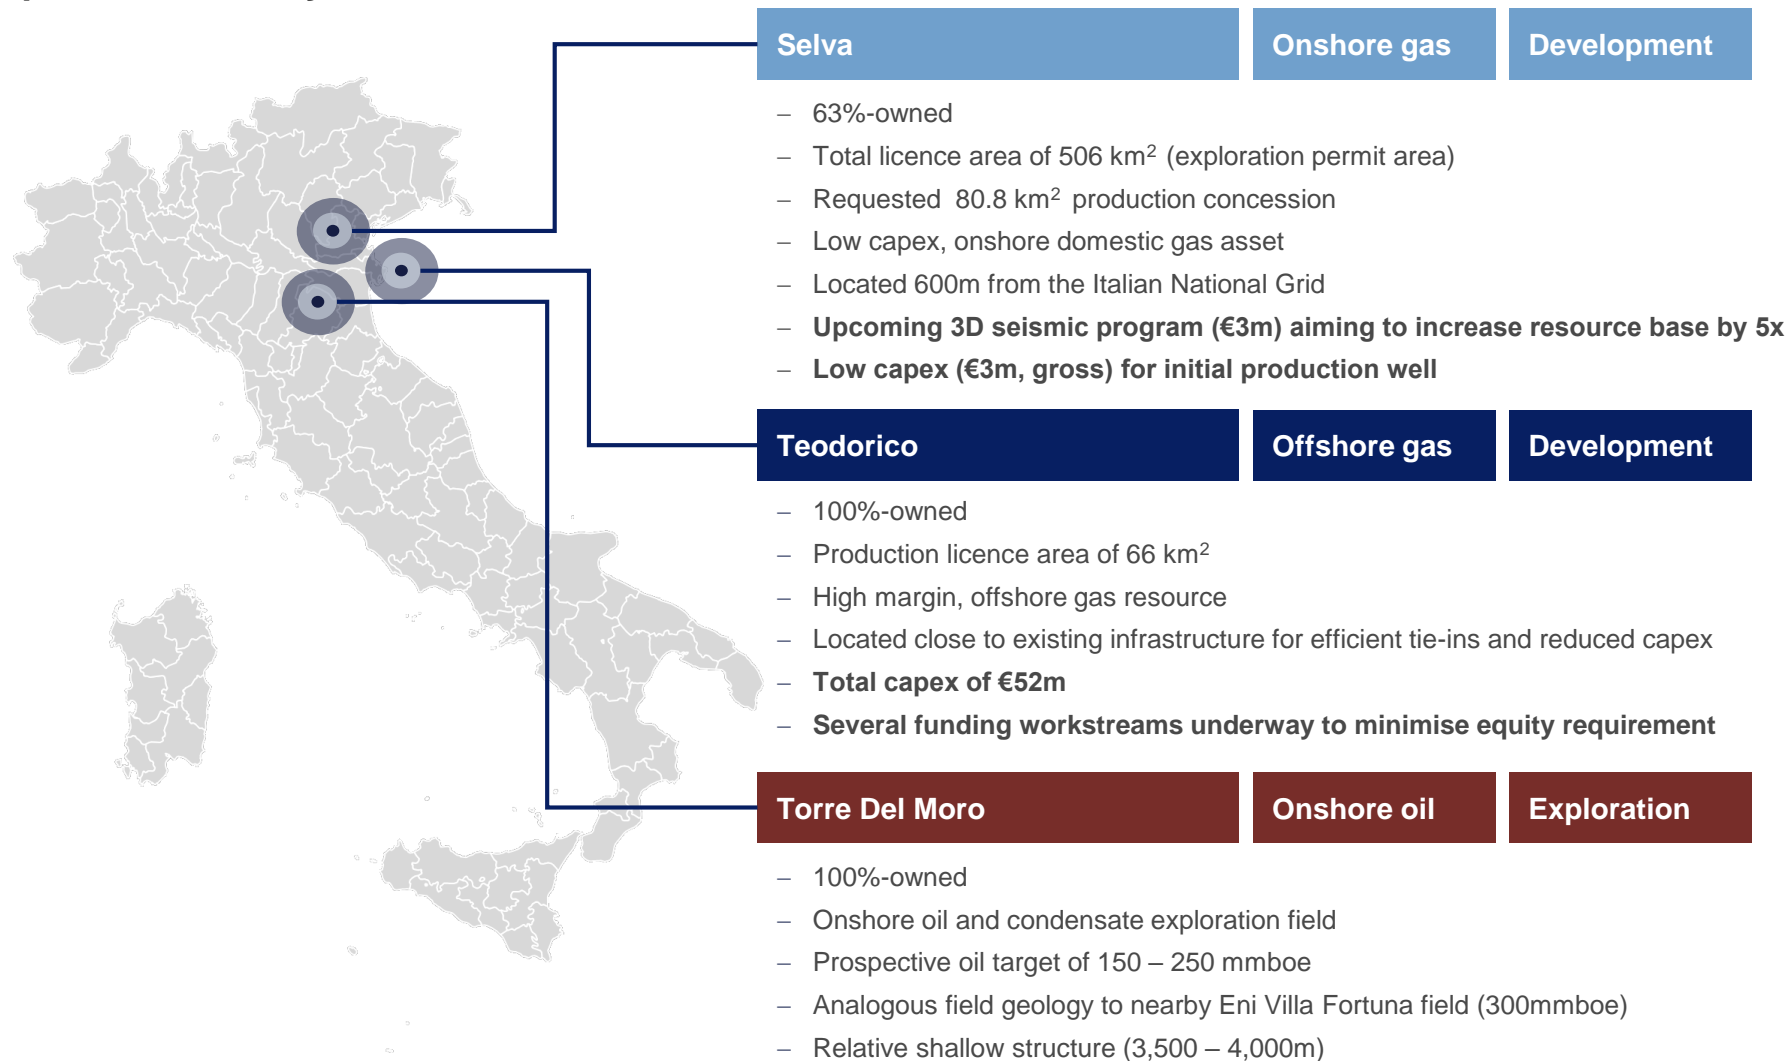 Selva Onshore gas Development
– 63%-owned
– Total licence area of 506 km² (exploration permit area)
– Requested 80.8 km² production concession
– Low capex, onshore domestic gas asset
– Located 600m from the Italian National Grid
– Upcoming 3D seismic program (€3m) aiming to increase resource base by 5x
– Low capex (€3m, gross) for initial production well
Teodorico Offshore gas Development
– 100%-owned
– Production licence area of 66 km²
– High margin, offshore gas resource
– Located close to existing infrastructure for efficient tie-ins and reduced capex
– Total capex of €52m
– Several funding workstreams underway to minimise equity requirement
Torre Del Moro Onshore oil Exploration
– 100%-owned
– Onshore oil and condensate exploration field
– Prospective oil target of 150 – 250 mmboe
– Analogous field geology to nearby Eni Villa Fortuna field (300mmboe)
– Relative shallow structure (3,500 – 4,000m)